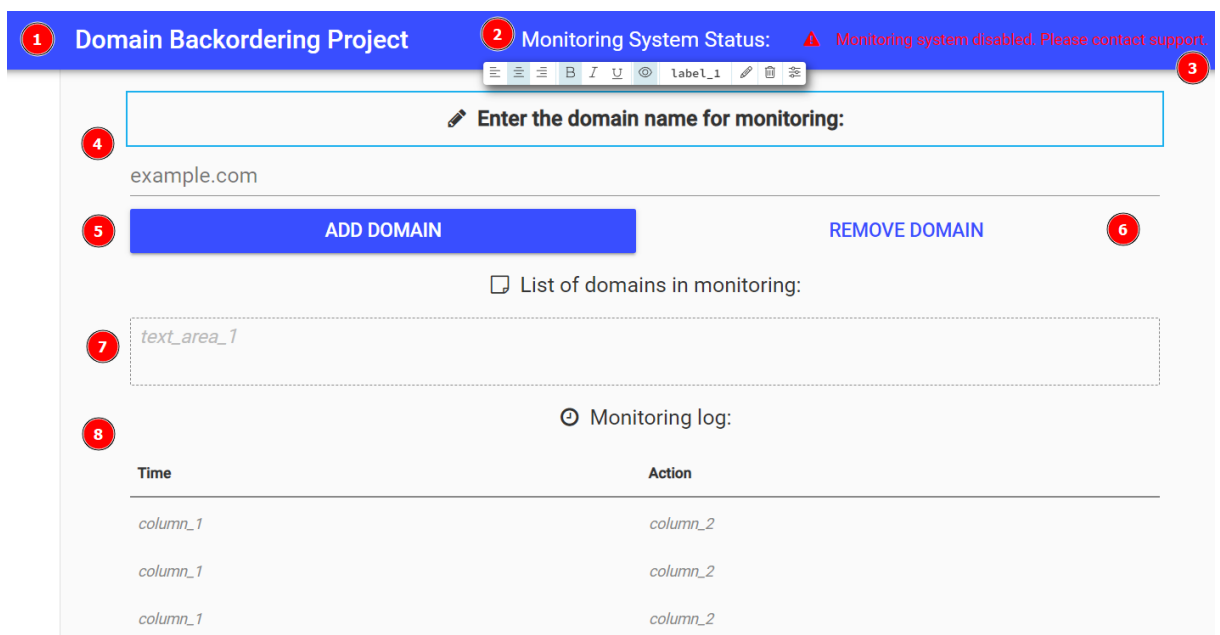 1 Domain Backordering Project 2 Monitoring System Status: Monitoring system disabled. Please contact support.
3
B I U label_1
Enter the domain name for monitoring:
4
example.com
5 ADD DOMAIN REMOVE DOMAIN 6
List of domains in monitoring:
7 text_area_1
Monitoring log:
8
Time Action
column_1 column_2
column_1 column_2
column_1 column_2